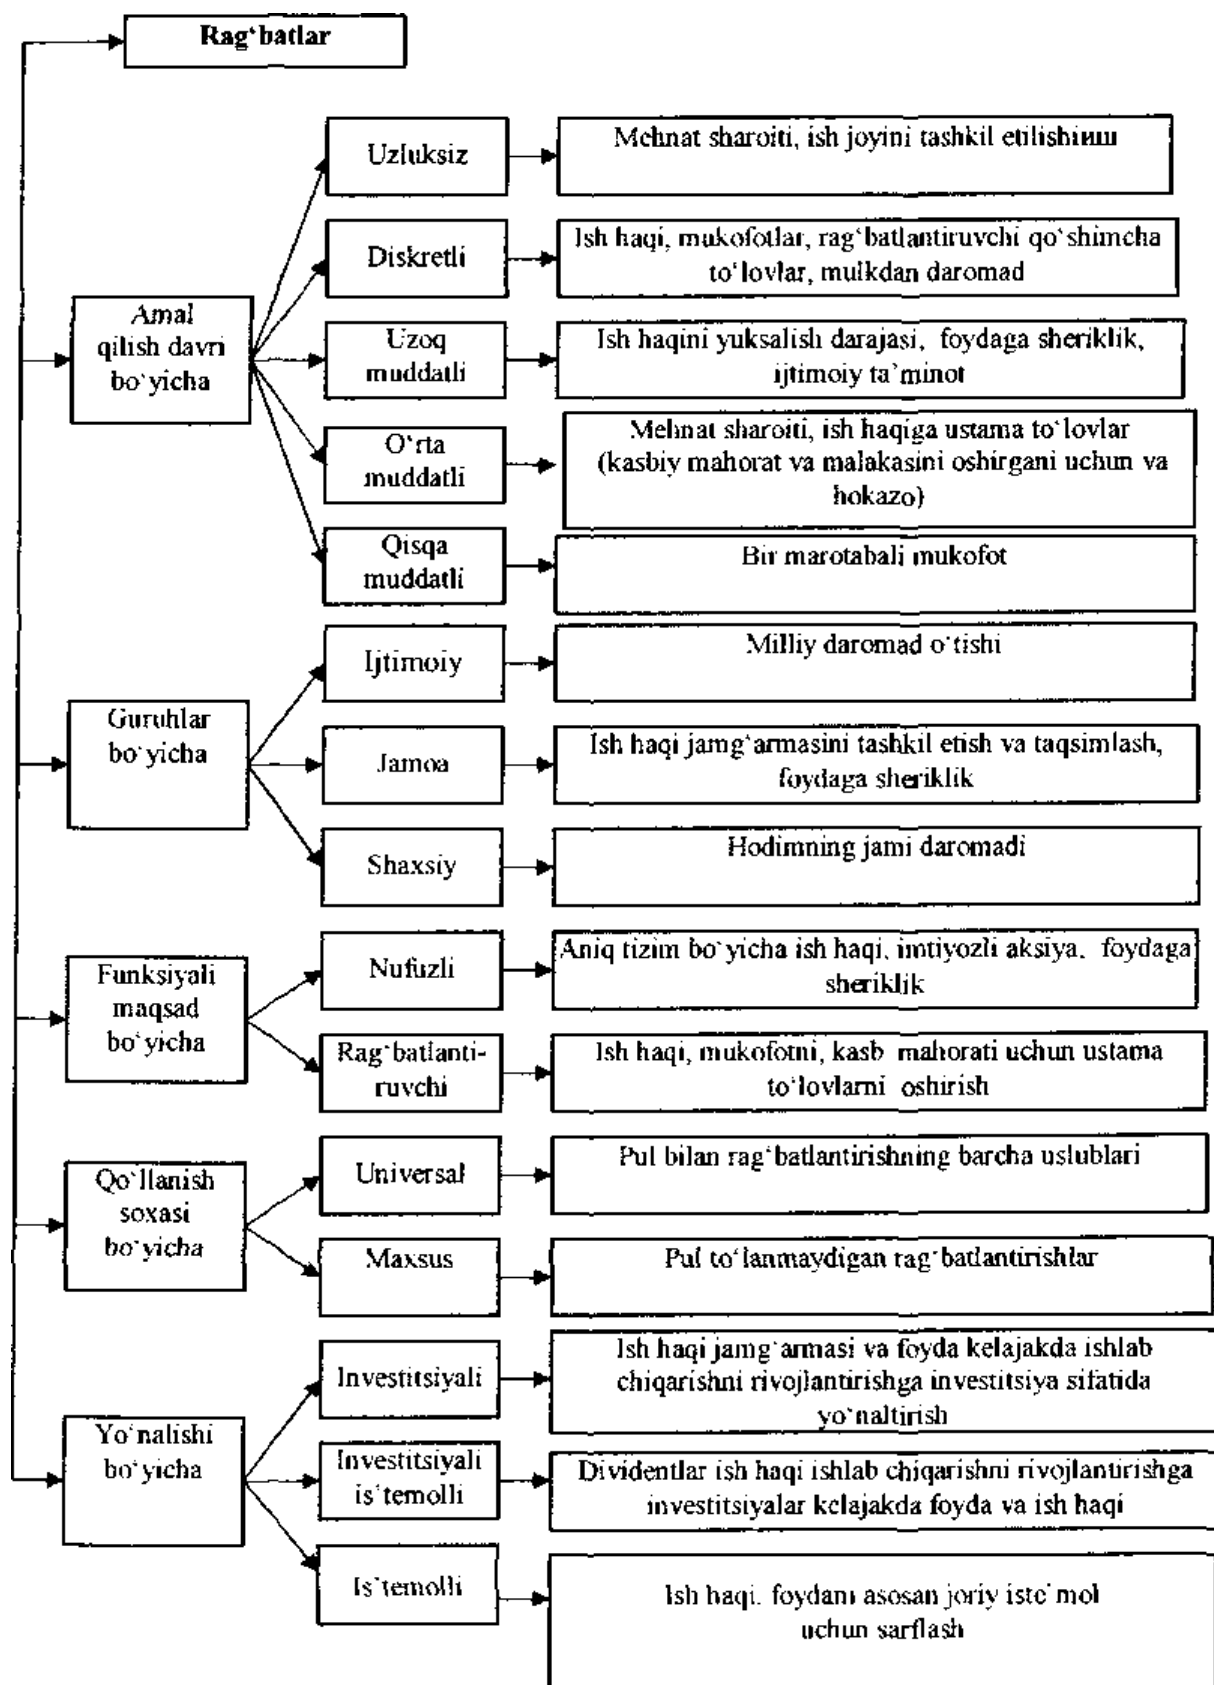 Rag‘batlar
Uzluksiz
Mehnat sharoiti, ish joyini tashkil etilishini
Diskretli
Ish haqi, mukofotlar, rag‘batlantiruvchi qo‘shimcha
to‘lovlar, mulkdan daromad
Amal
qilish davri
bo‘yicha
Uzoq
muddatli
Ish haqini yuksalish darajasi, foydaga sheriklik,
ijtimoiy ta’minot
O‘rta
muddatli
Mehnat sharoiti, ish haqiga ustama to‘lovlar
(kasbiy mahorat va malakasini oshirgani uchun va
hokazo)
Qisqa
muddatli
Bir marotabali mukofot
Guruhlar
bo‘yicha
Ijtimoiy
Milliy daromad o‘tishi
Jamoa
Ish haqi jamg‘armasini tashkil etish va taqsimlash,
foydaga sheriklik
Shaxsiy
Hodimning jami daromadi
Funksiyali
maqsad
bo‘yicha
Nufuzli
Aniq tizim bo‘yicha ish haqi, imtiyozli aksiya, foydaga
sheriklik
Rag‘batlanti-
ruvchi
Ish haqi, mukofotni, kasb mahorati uchun ustama
to‘lovlarni oshirish
Qo‘llanish
soxasi
bo‘yicha
Universal
Pul bilan rag‘batlantirishning barcha uslublari
Maxsus
Pul to‘lanmaydigan rag‘batlantirishlar
Yo‘nalishi
bo‘yicha
Investitsiyali
Ish haqi jamg‘armasi va foyda kelajakda ishlab
chiqarishni rivojlantirishga investitsiya sifatida
yo‘naltirish
Investitsiyali
is‘temolli
Dividentlar ish haqi ishlab chiqarishni rivojlantirishga
investitsiyalar kelajakda foyda va ish haqi
Is‘temolli
Ish haqi, foydani asosan joriy iste‘mol
uchun sarflash